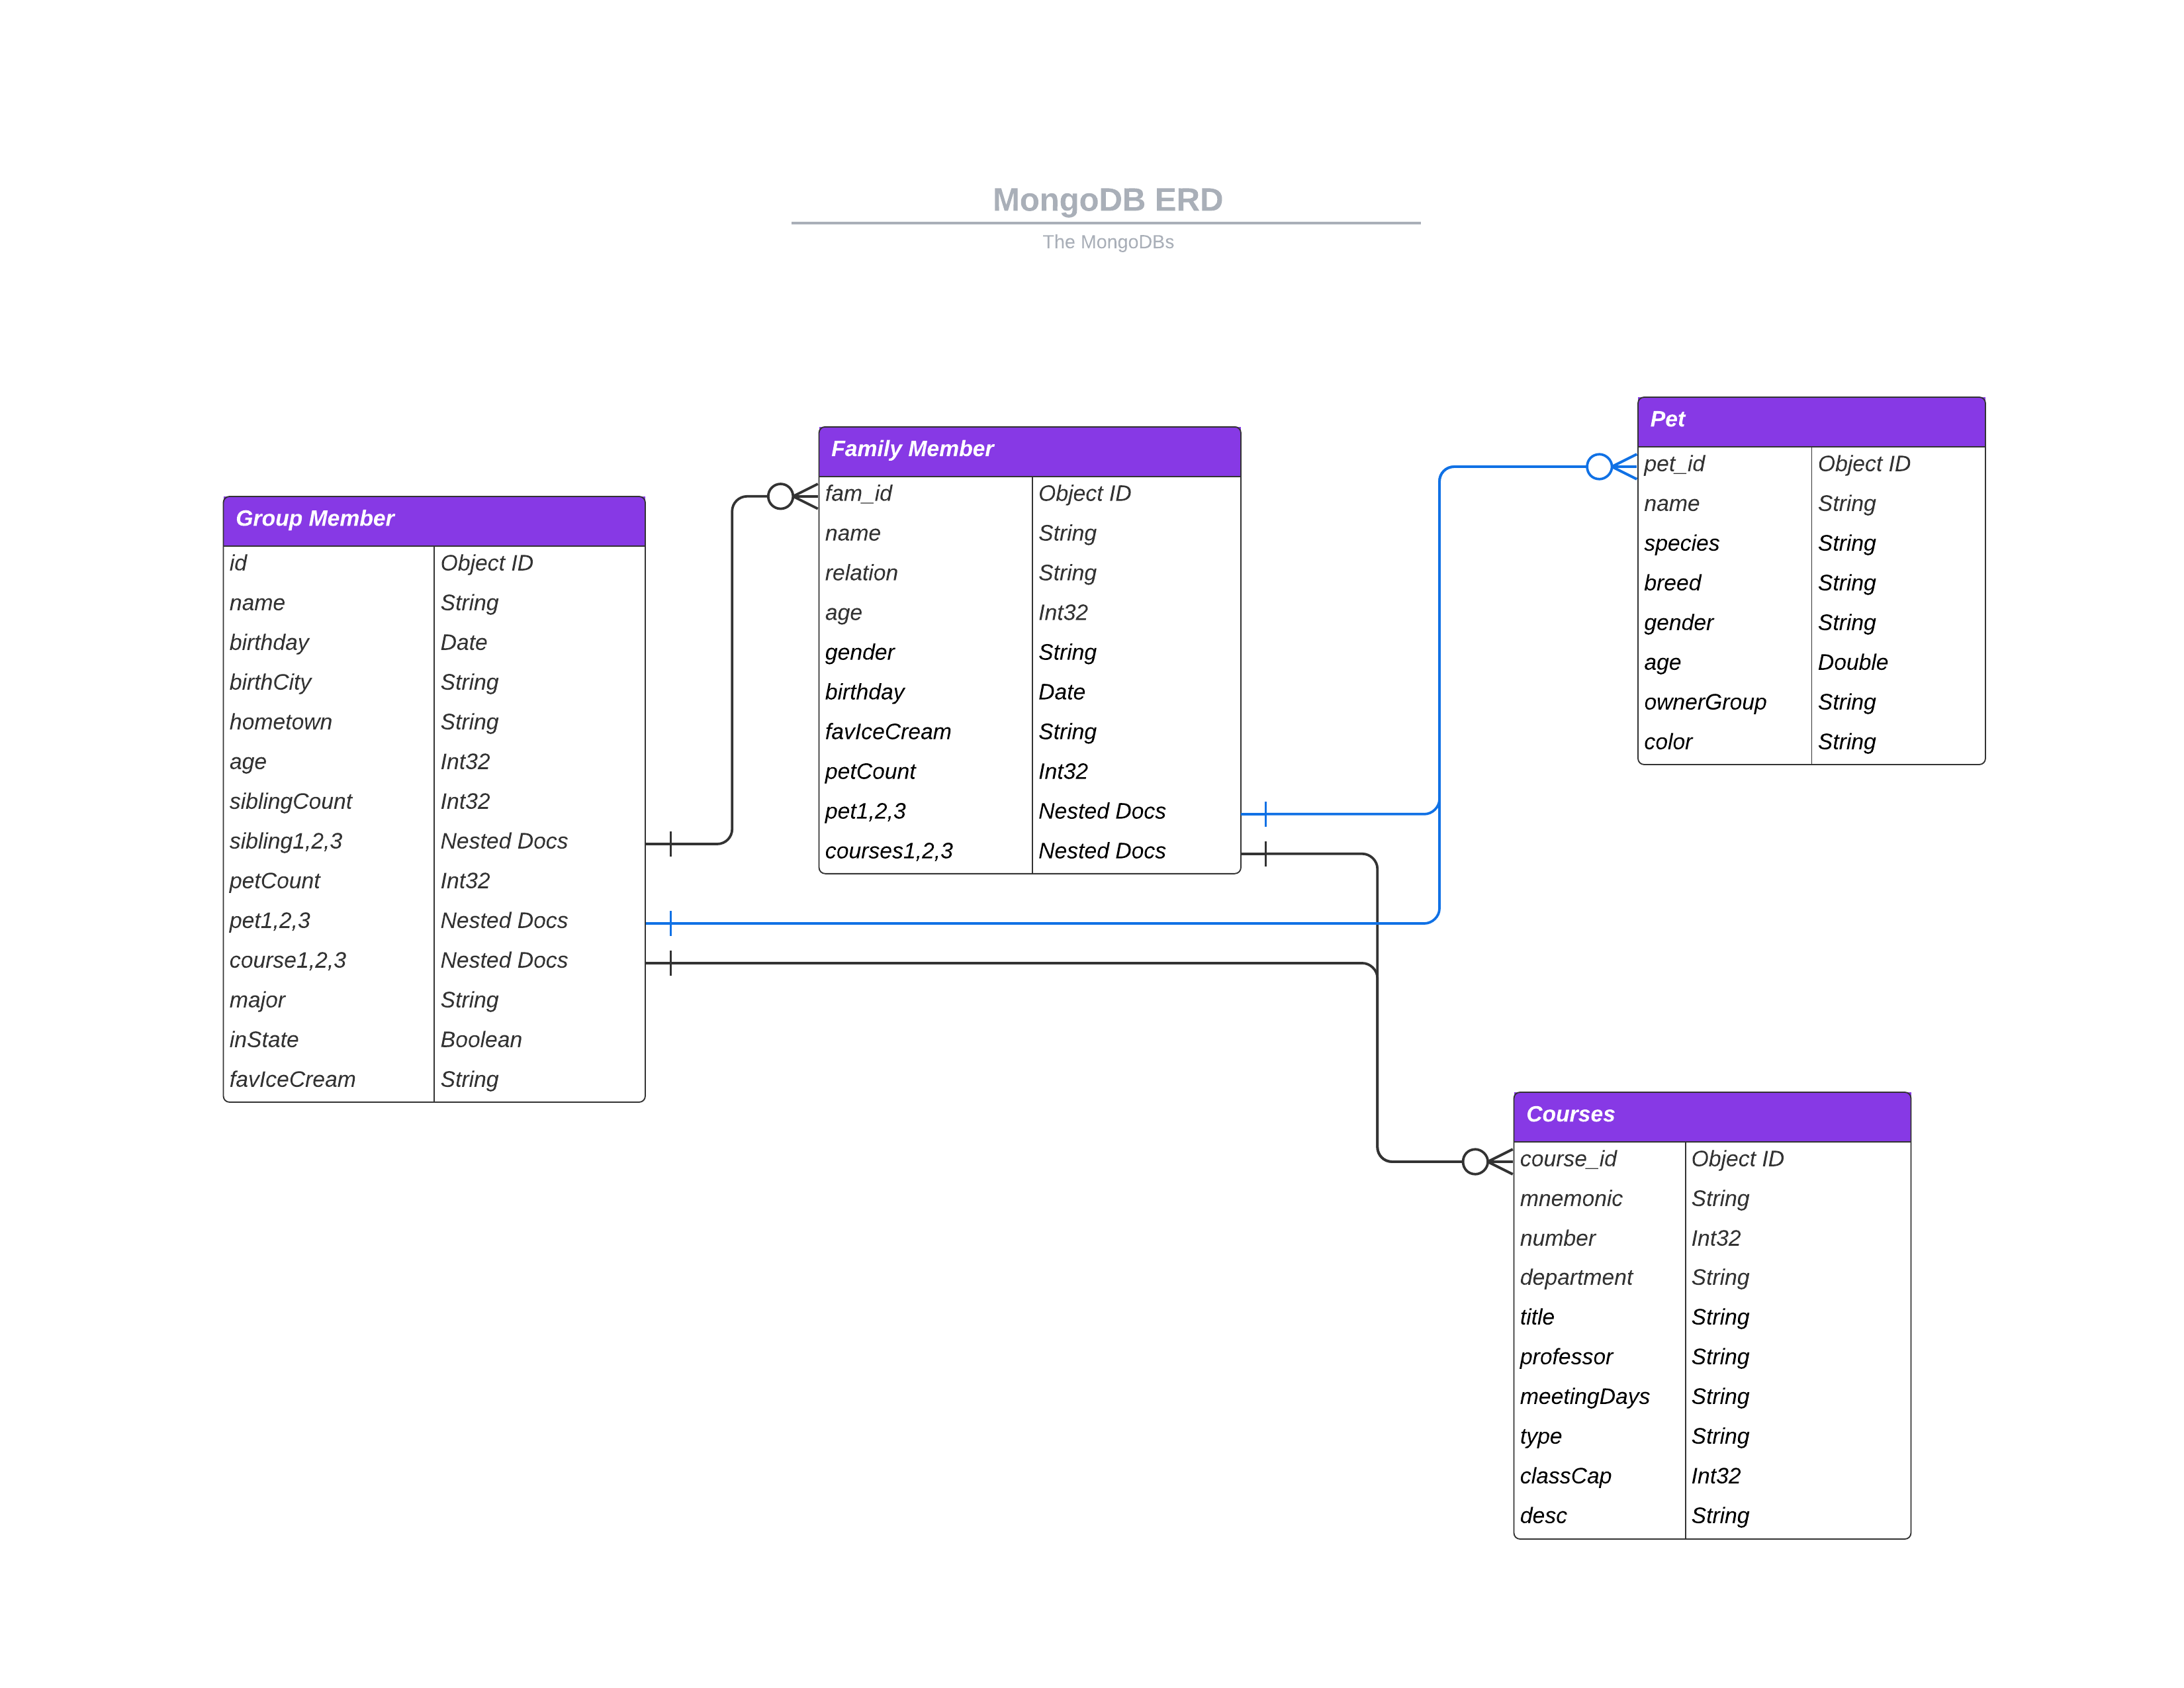 MongoDB ERD
The MongoDBs
Group Member
id Object ID
name String
birthday Date
birthCity String
hometown String
age Int32
siblingCount Int32
sibling1,2,3 Nested Docs
petCount Int32
pet1,2,3 Nested Docs
course1,2,3 Nested Docs
major String
inState Boolean
favIceCream String
Family Member
fam_id Object ID
name String
relation String
age Int32
gender String
birthday Date
favIceCream String
petCount Int32
pet1,2,3 Nested Docs
courses1,2,3 Nested Docs
Pet
pet_id Object ID
name String
species String
breed String
gender String
age Double
ownerGroup String
color String
Courses
course_id Object ID
mnemonic String
number Int32
department String
title String
professor String
meetingDays String
type String
classCap Int32
desc String